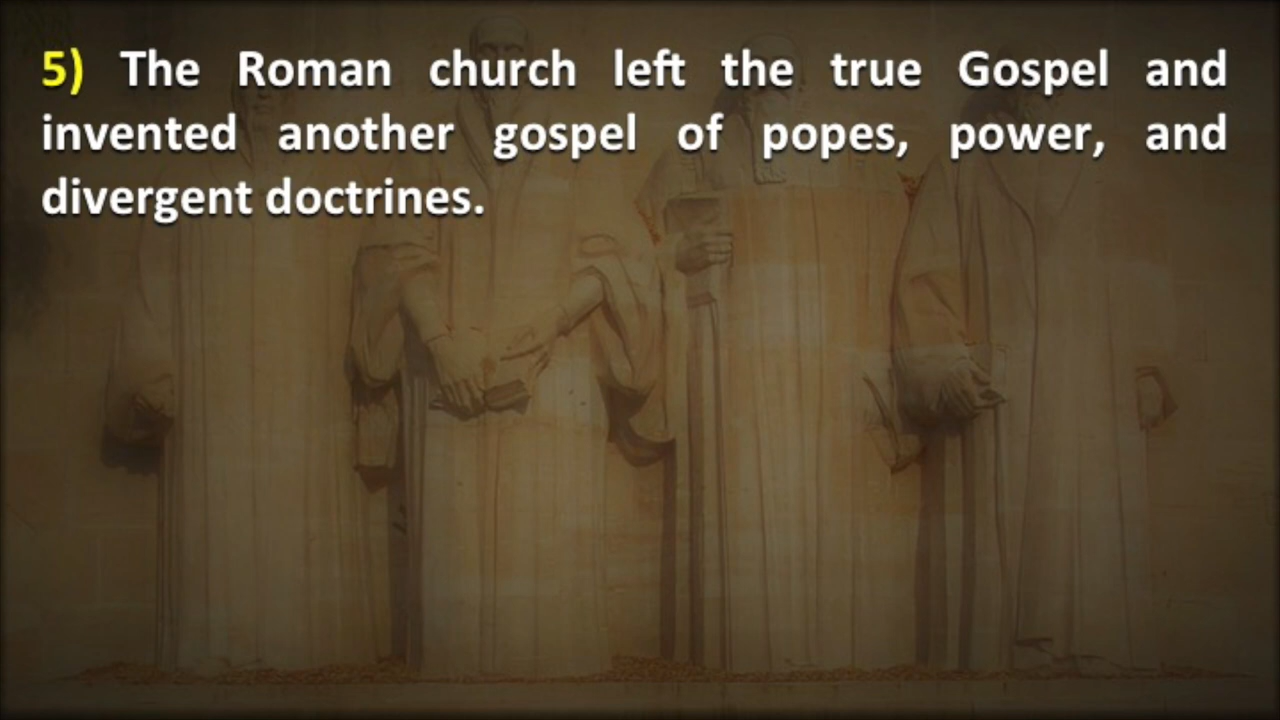 5) The Roman church left the true Gospel and
invented another gospel of popes, power, and
divergent doctrines.